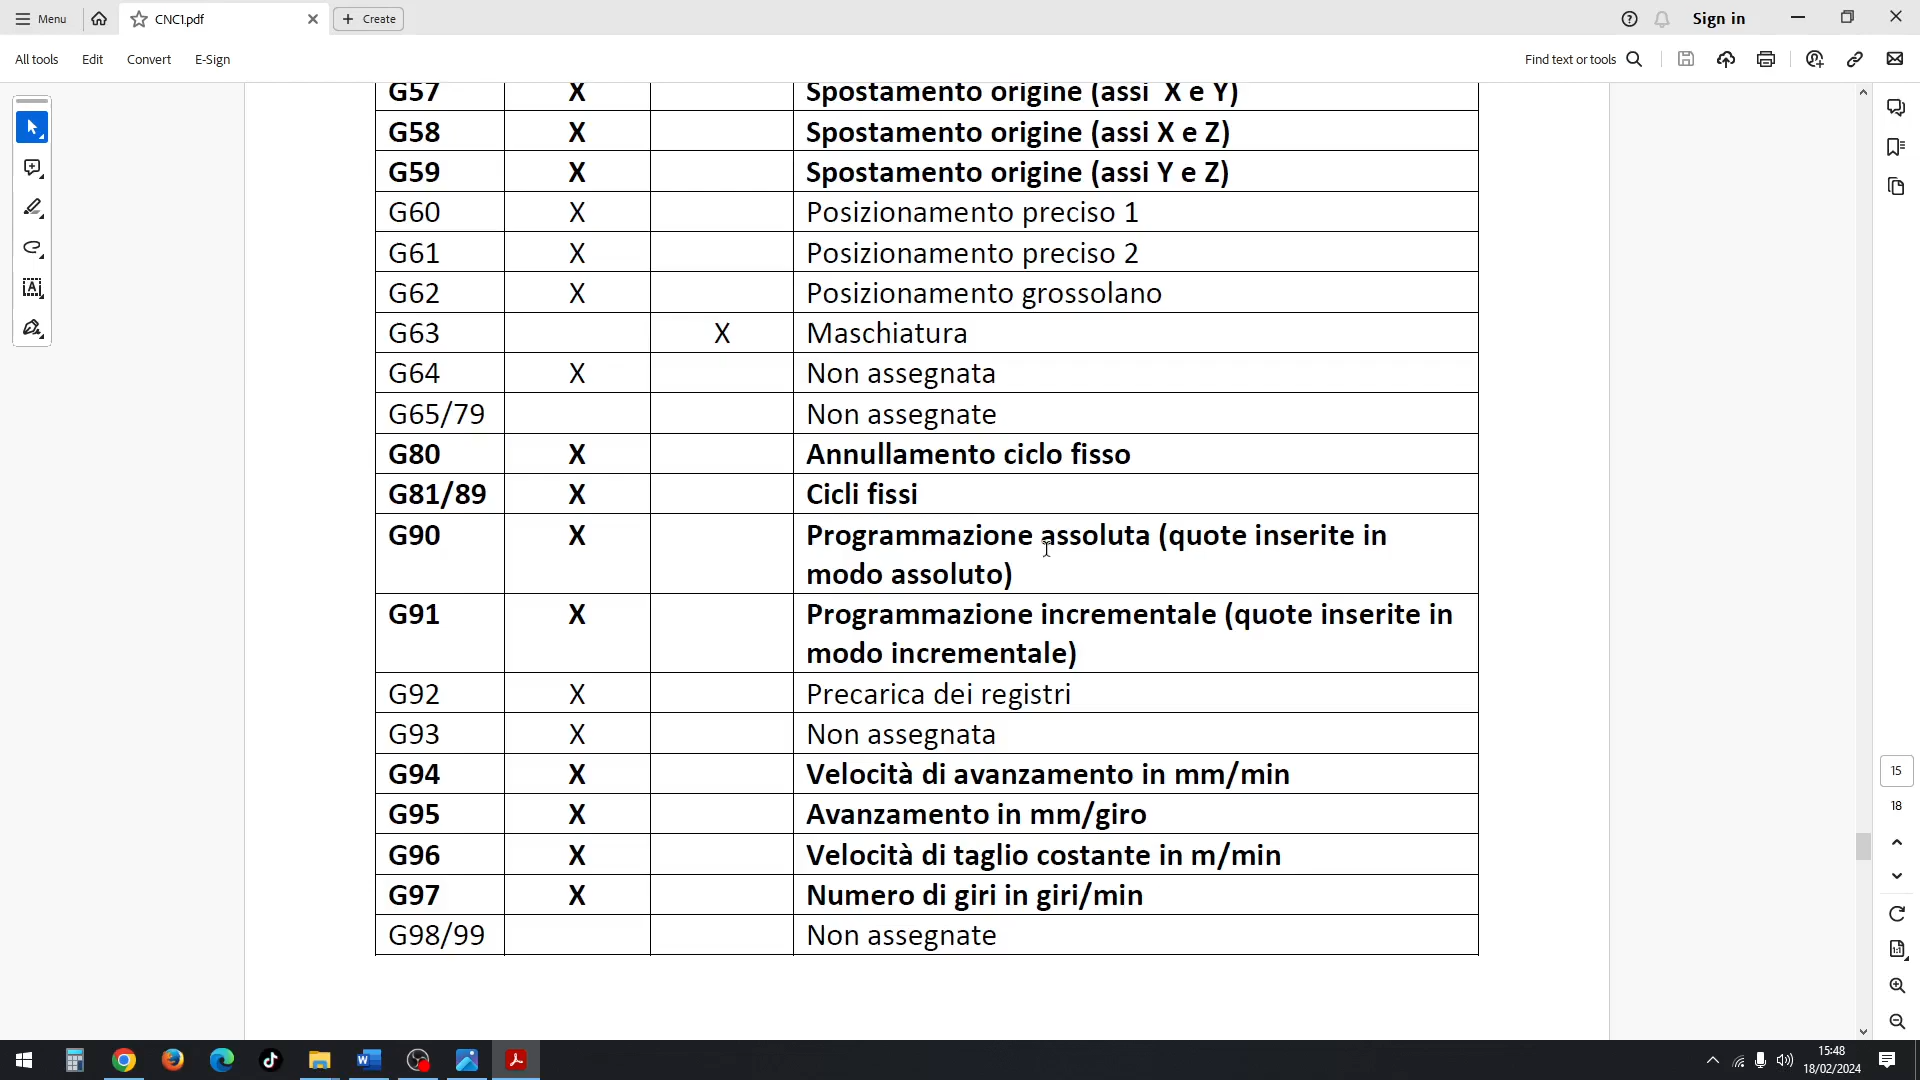 Menu
CNC1.pdf
Create
Sign in
All tools
Edit
Convert
E-Sign
Find text or tools
G57 X Spostamento origine (assi X e Y)
G58 X Spostamento origine (assi X e Z)
G59 X Spostamento origine (assi Y e Z)
G60 X Posizionamento preciso 1
G61 X Posizionamento preciso 2
G62 X Posizionamento grossolano
G63 X Maschiatura
G64 X Non assegnata
G65/79 Non assegnate
G80 X Annullamento ciclo fisso
G81/89 X Cicli fissi
G90 X Programmazione assoluta (quote inserite in
modo assoluto)
G91 X Programmazione incrementale (quote inserite in
modo incrementale)
G92 X Precarica dei registri
G93 X Non assegnata
G94 X Velocità di avanzamento in mm/min
G95 X Avanzamento in mm/giro
G96 X Velocità di taglio costante in m/min
G97 X Numero di giri in giri/min
G98/99 Non assegnate
15
18
15:48
18/02/2024